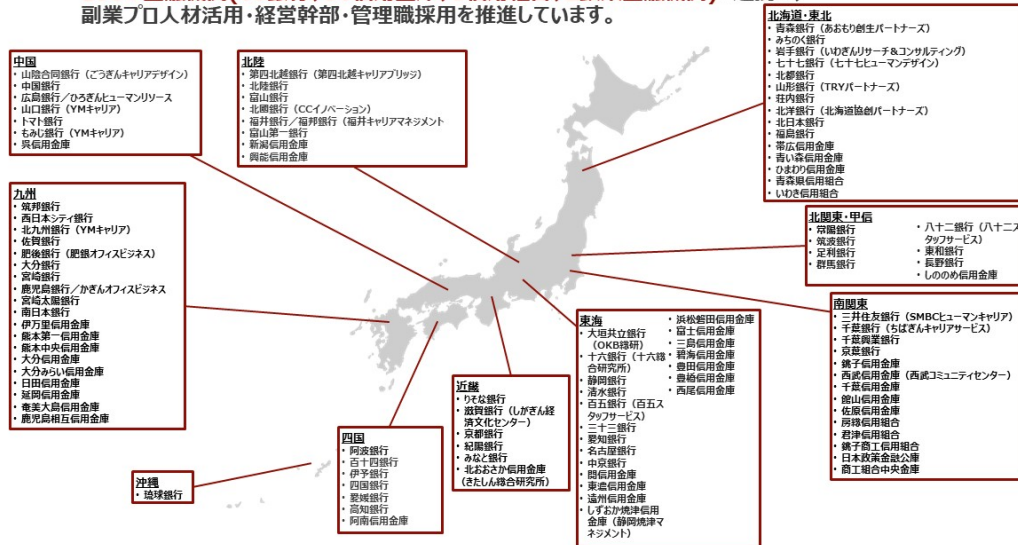 副業プロ人材活用・経営幹部・管理職採用を推進しています。
中国
・山陰合同銀行（ごうぎんキャリアデザイン）
・中国銀行
・広島銀行／ひろぎんヒューマンリソース
・山口銀行（YMキャリア）
・トマト銀行
・もみじ銀行（YMキャリア）
・呉信用金庫
北陸
・第四北越銀行（第四北越キャリアブリッジ）
・北陸銀行
・富山銀行
・北國銀行（CCイノベーション）
・福井銀行／福邦銀行（福井キャリアマネジメント
・富山第一銀行
・新潟信用金庫
・興能信用金庫
北海道・東北
・青森銀行（あおもり創生パートナーズ）
・みちのく銀行
・岩手銀行（いわぎんリサーチ＆コンサルティング）
・七十七銀行（七十七ヒューマンデザイン）
・北都銀行
・山形銀行（TRYパートナーズ）
・荘内銀行
・北洋銀行（北海道協創パートナーズ）
・北日本銀行
・福島銀行
・帯広信用金庫
・青い森信用金庫
・ひまわり信用金庫
・青森県信用組合
・いわき信用組合
九州
・筑邦銀行
・西日本シティ銀行
・北九州銀行（YMキャリア）
・佐賀銀行
・肥後銀行（肥銀オフィスビジネス）
・大分銀行
・宮崎銀行
・鹿児島銀行／かぎんオフィスビジネス
・宮崎太陽銀行
・南日本銀行
・伊万里信用金庫
・熊本第一信用金庫
・熊本中央信用金庫
・大分信用金庫
・大分みらい信用金庫
・日田信用金庫
・延岡信用金庫
・奄美大島信用金庫
・鹿児島相互信用金庫
北関東・甲信
・常陽銀行
・筑波銀行
・足利銀行
・群馬銀行
・八十二銀行（八十二ス
タッフサービス）
・東和銀行
・長野銀行
・しののめ信用金庫
南関東
・三井住友銀行（SMBCヒューマンキャリア）
・千葉銀行（ちばぎんキャリアサービス）
・千葉興業銀行
・京葉銀行
・銚子信用金庫
・西武信用金庫（西武コミュニティセンター）
・千葉信用金庫
・館山信用金庫
・佐原信用金庫
・房総信用組合
・君津信用組合
・銚子商工信用組合
・日本政策金融公庫
・商工組合中央金庫
東海
・大垣共立銀行
（OKB総研）
・十六銀行（十六総
合研究所）
・静岡銀行
・清水銀行
・百五銀行（百五ス
タッフサービス）
・三十三銀行
・愛知銀行
・名古屋銀行
・中京銀行
・関信用金庫
・東濃信用金庫
・遠州信用金庫
・しずおか焼津信用
金庫（静岡焼津マ
ネジメント）
・浜松磐田信用金庫
・富士信用金庫
・三島信用金庫
・碧海信用金庫
・豊田信用金庫
・豊橋信用金庫
・西尾信用金庫
近畿
・りそな銀行
・滋賀銀行（しがぎん経
済文化センター）
・京都銀行
・紀陽銀行
・みなと銀行
・北おおさか信用金庫
（きたしん総合研究所）
四国
・阿波銀行
・百十四銀行
・伊予銀行
・四国銀行
・愛媛銀行
・高知銀行
・阿南信用金庫
沖縄
・琉球銀行